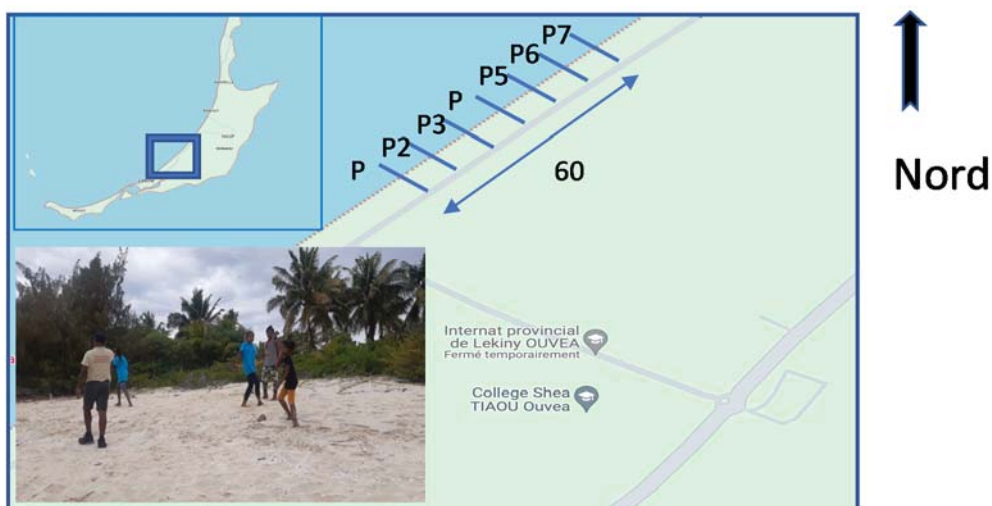 P7
P6
P5
P
P3
P2
P
60
Nord
Internat provincial
de Lekiny OUVEA
Fermé temporairement
College Shea
TIAOU Ouvea